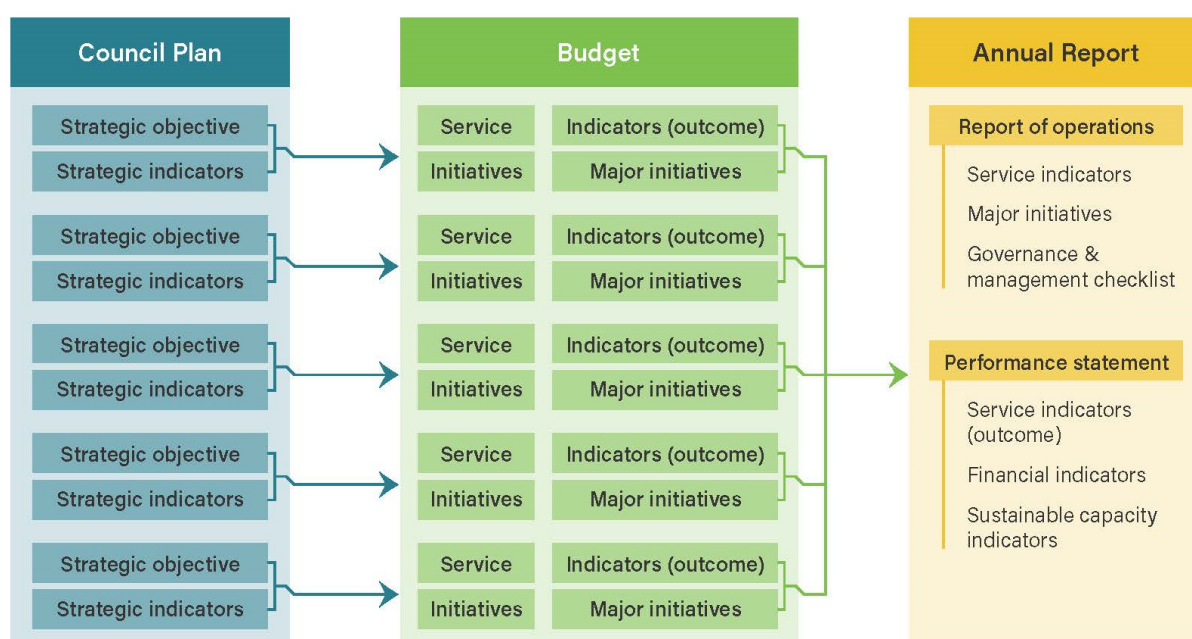 Council Plan
Strategic objective
Strategic indicators
Strategic objective
Strategic indicators
Strategic objective
Strategic indicators
Strategic objective
Strategic indicators
Strategic objective
Strategic indicators
Budget
Service
Indicators (outcome)
Initiatives
Major initiatives
Service
Indicators (outcome)
Initiatives
Major initiatives
Service
Indicators (outcome)
Initiatives
Major initiatives
Service
Indicators (outcome)
Initiatives
Major initiatives
Service
Indicators (outcome)
Initiatives
Major initiatives
Annual Report
Report of operations
Service indicators
Major initiatives
Governance &
management checklist
Performance statement
Service indicators
(outcome)
Financial indicators
Sustainable capacity
indicators